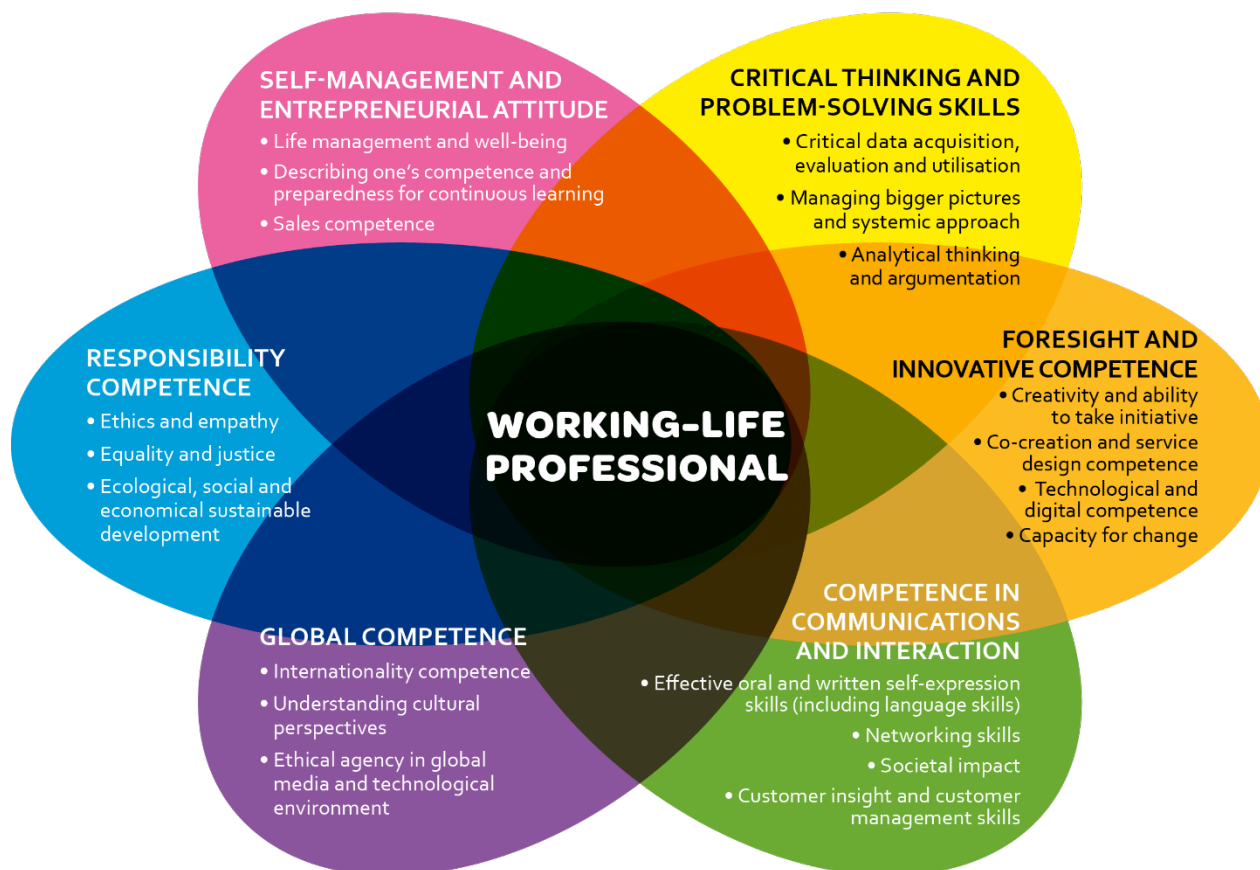 SELF-MANAGEMENT AND
ENTREPRENEURIAL ATTITUDE
• Life management and well-being
• Describing one's competence and
preparedness for continuous learning
• Sales competence
CRITICAL THINKING AND
PROBLEM-SOLVING SKILLS
• Critical data acquisition,
evaluation and utilisation
• Managing bigger pictures
and systemic approach
• Analytical thinking
and argumentation
RESPONSIBILITY
COMPETENCE
• Ethics and empathy
• Equality and justice
• Ecological, social and
economical sustainable
development
WORKING-LIFE
PROFESSIONAL
FORESIGHT AND
INNOVATIVE COMPETENCE
• Creativity and ability
to take initiative
• Co-creation and service
design competence
• Technological and
digital competence
• Capacity for change
GLOBAL COMPETENCE
• Internationality competence
• Understanding cultural
perspectives
• Ethical agency in global
media and technological
environment
COMPETENCE IN
COMMUNICATIONS
AND INTERACTION
• Effective oral and written self-expression
skills (including language skills)
• Networking skills
• Societal impact
• Customer insight and customer
management skills